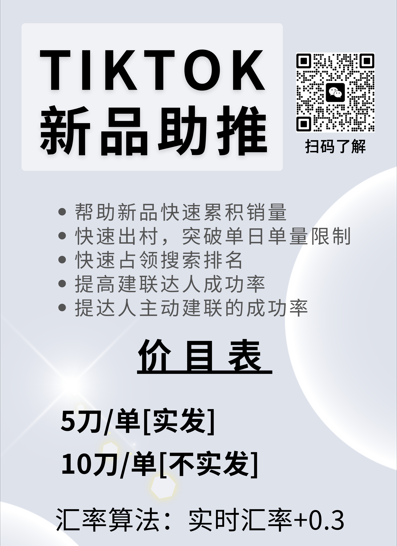 TIKTOK
新品助推
扫码了解
帮助新品快速累积销量
快速出村，突破单日单量限制
快速占领搜索排名
提高建联达人成功率
提达人主动建联的成功率
价目表
5刀/单[实发]
10刀/单[不实发]
汇率算法：实时汇率+0.3